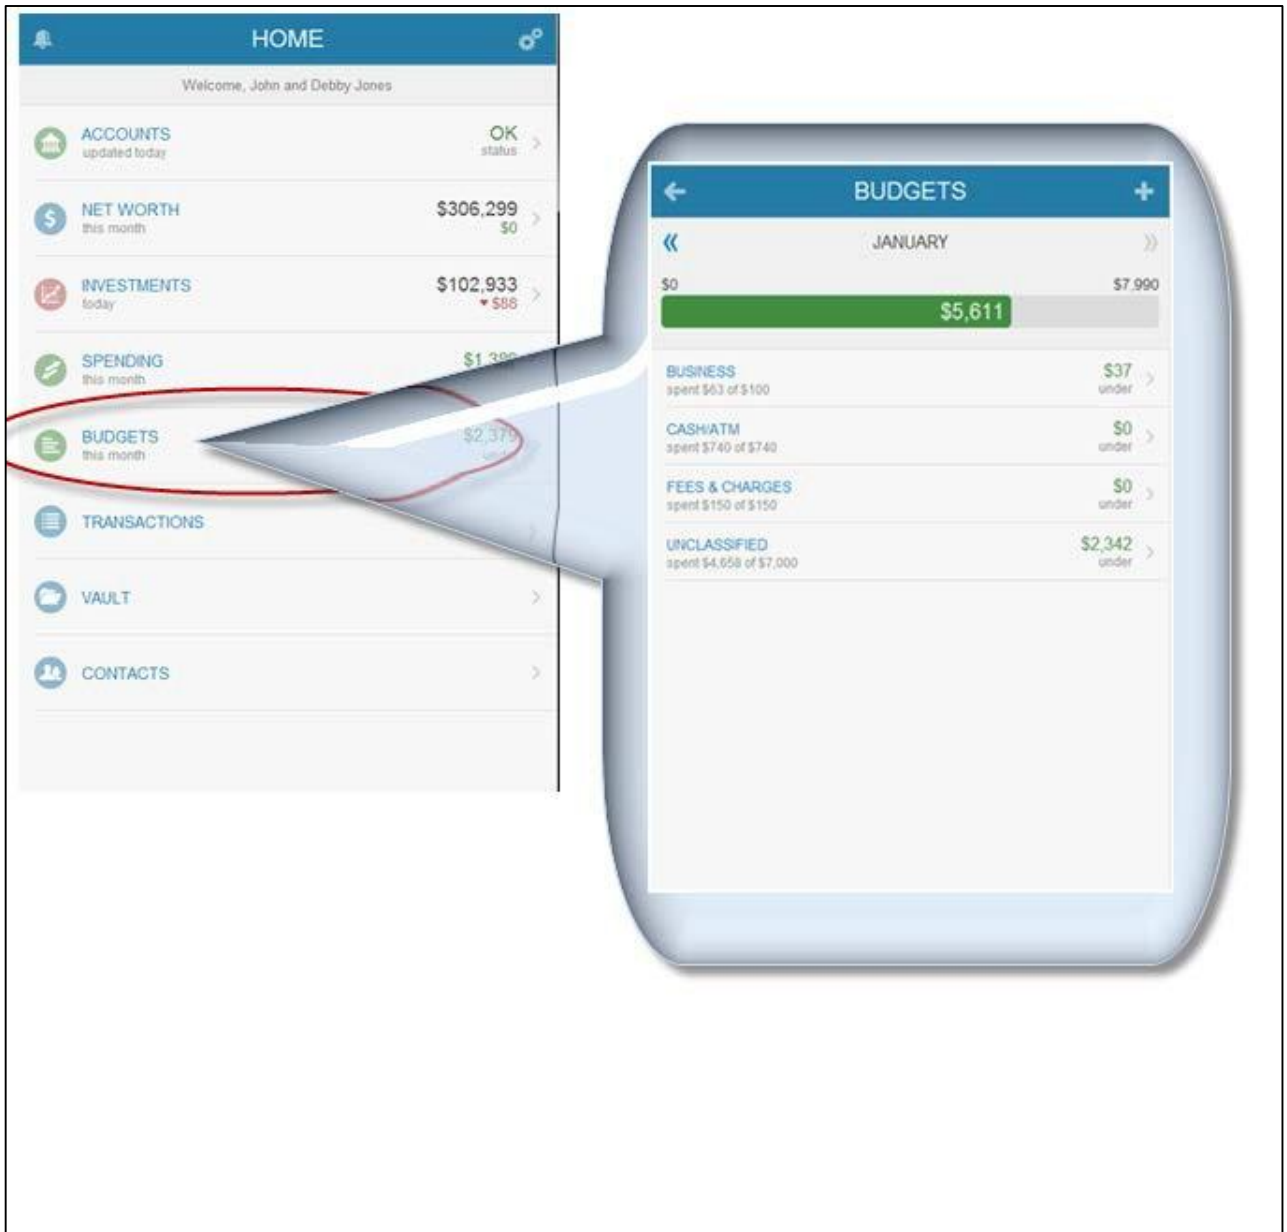 HOME
Welcome, John and Debby Jones
ACCOUNTS
updated today
OK
status
NET WORTH
this month
$306,299
$0
INVESTMENTS
today
$102,933
$88
SPENDING
this month
BUDGETS
this month
$2,379
TRANSACTIONS
VAULT
CONTACTS
BUDGETS
JANUARY
$0
$7,990
$5,611
BUSINESS
spent $63 of $100
$37
under
CASH/ATM
spent $740 of $740
$0
under
FEES & CHARGES
spent $150 of $150
$0
under
UNCLASSIFIED
spent $4,658 of $7,000
$2,342
under